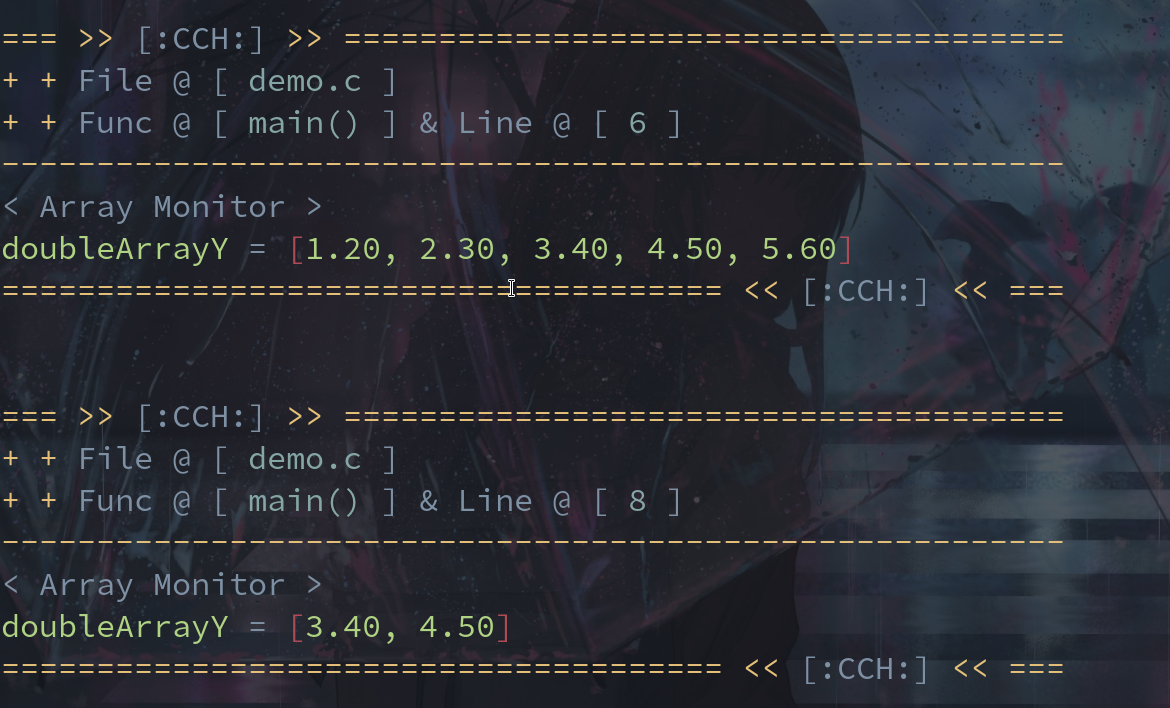 === >> [:CCH:] >> ======================================
+ + File @ [ demo.c ]
+ + Func @ [ main() ] & Line @ [ 6 ]
--------------------------------------------------------
< Array Monitor >
doubleArrayY = [1.20, 2.30, 3.40, 4.50, 5.60]
====================================== << [:CCH:] << ===
=== >> [:CCH:] >> ======================================
+ + File @ [ demo.c ]
+ + Func @ [ main() ] & Line @ [ 8 ]
--------------------------------------------------------
< Array Monitor >
doubleArrayY = [3.40, 4.50]
====================================== << [:CCH:] << ===